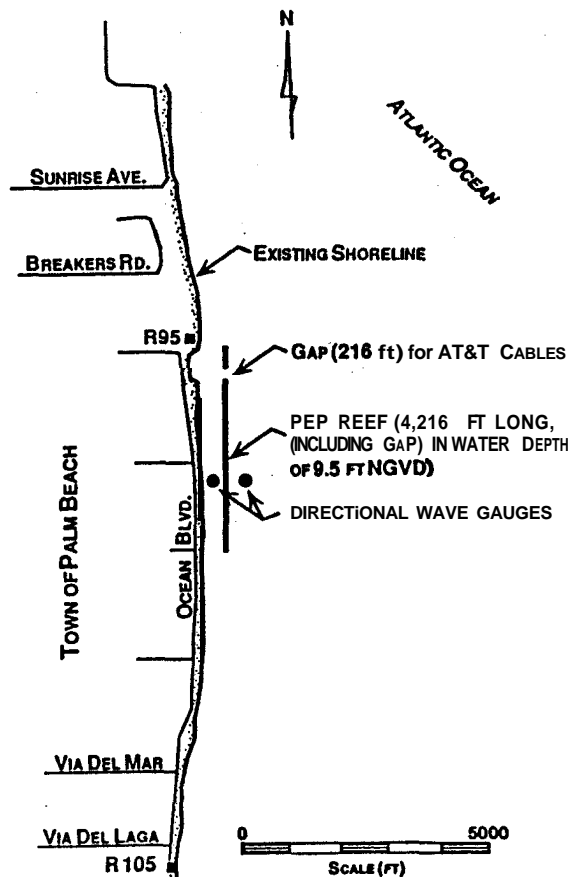 N
ATLANTIC OCEAN
SUNRISE AVE.
BREAKERS RD.
EXISTING SHORELINE
R95
GAP (216 ft) for AT&T CABLES
PEP REEF (4,216 FT LONG,
(INCLUDING GAP) IN WATER DEPTH
OF 9.5 FT NGVD)
DIRECTiONAL WAVE GAUGES
TOWN OF PALM BEACH
OCEAN BLVD.
VIA DEL MAR
VIA DEL LAGA
R 105
0 5000
SCALE (FT)